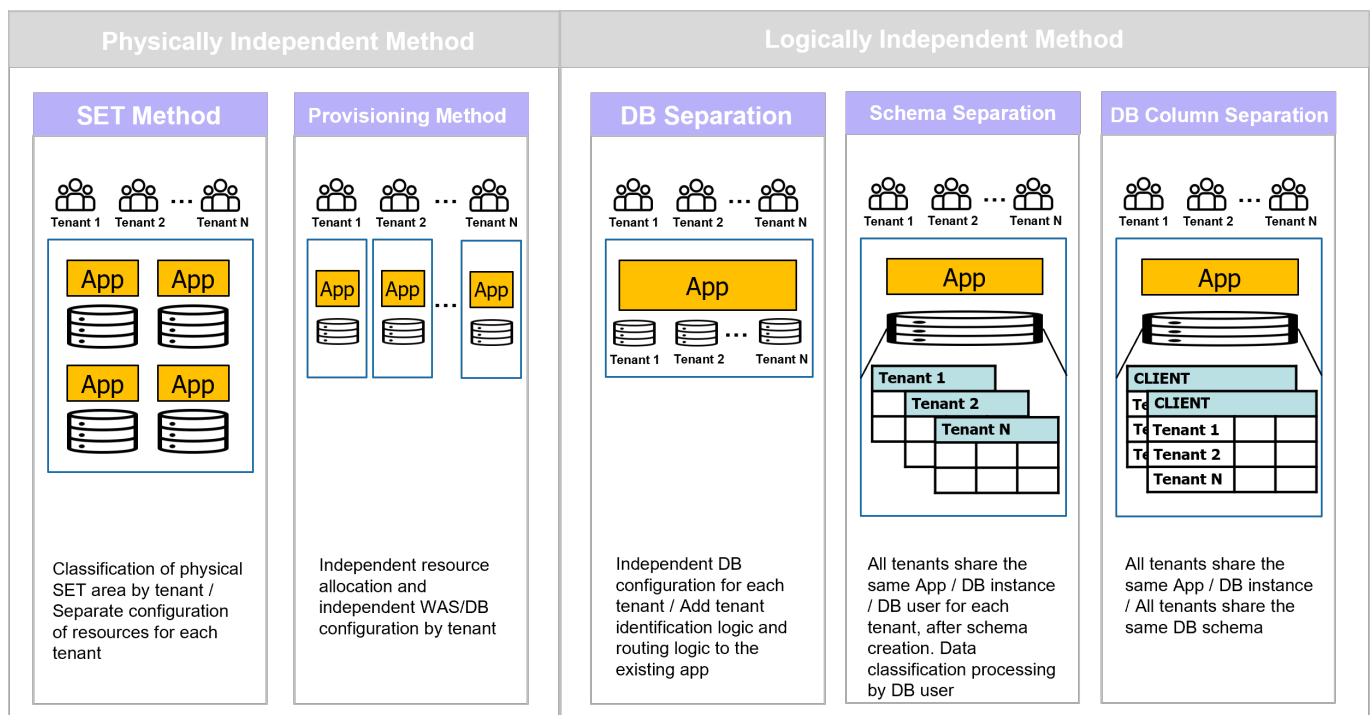 Physically Independent Method
Logically Independent Method
SET Method
Tenant 1 Tenant 2 ... Tenant N
App App
App App
Classification of physical
SET area by tenant /
Separate configuration
of resources for each
tenant
Provisioning Method
Tenant 1 Tenant 2 ... Tenant N
App App ... App
Independent resource
allocation and
independent WAS/DB
configuration by tenant
DB Separation
Tenant 1 Tenant 2 ... Tenant N
App
...
Tenant 1 Tenant 2 Tenant N
Independent DB
configuration for each
tenant / Add tenant
identification logic and
routing logic to the
existing app
Schema Separation
Tenant 1 Tenant 2 ... Tenant N
App
Tenant 1
Tenant 2
Tenant N
All tenants share the
same App / DB instance
/ DB user for each
tenant, after schema
creation. Data
classification processing
by DB user
DB Column Separation
Tenant 1 Tenant 2 ... Tenant N
App
CLIENT
Te CLIENT
Te Tenant 1
Te Tenant 2
Tenant N
All tenants share the
same App / DB instance
/ All tenants share the
same DB schema